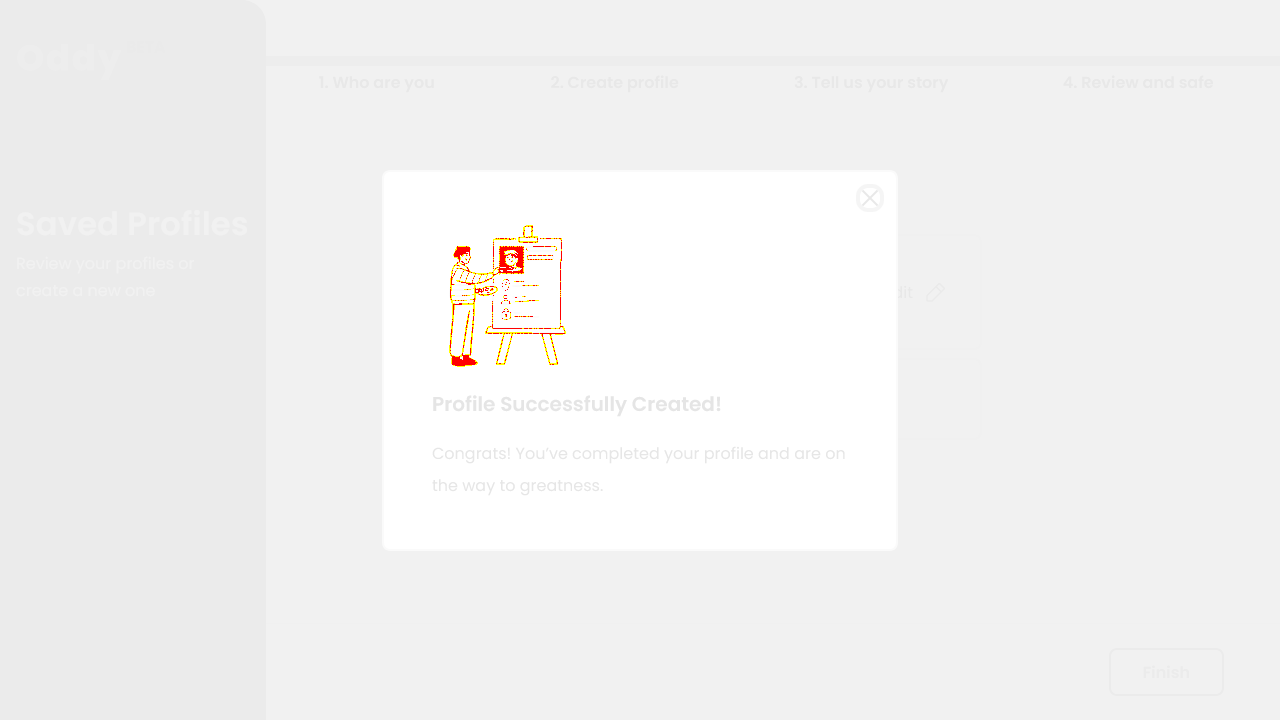 Oddy
1. Who are you
2. Create profile
3. Tell us your story
4. Review and safe
Saved Profiles
Review your profiles or
create a new one
dit
Profile Successfully Created!
Congrats! You’ve completed your profile and are on
the way to greatness.
Finish